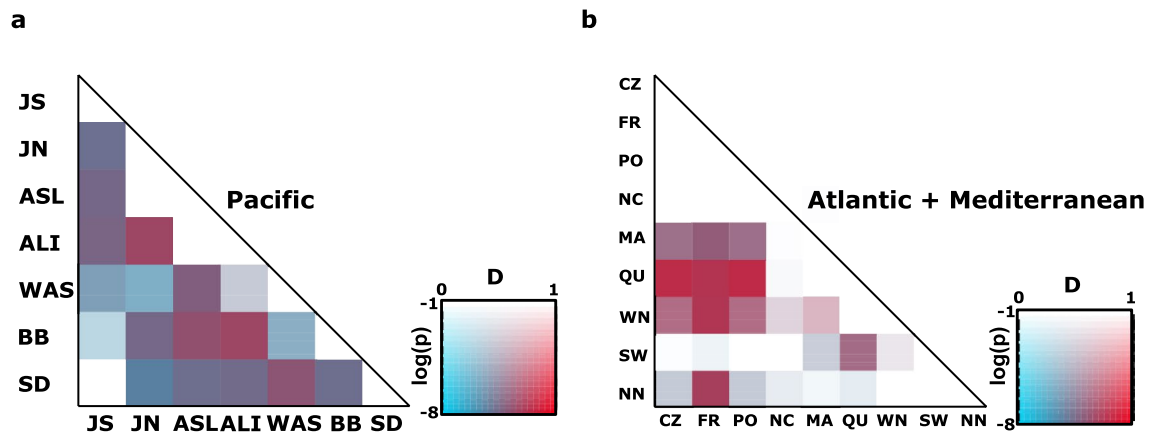 a
JS
JN
ASL
ALI
WAS
BB
SD
JS JN ASL ALI WAS BB SD
Pacific
D
0 1
-1
log(p)
-8
b
CZ
FR
PO
NC
MA
QU
WN
SW
NN
CZ FR PO NC MA QU WN SW NN
Atlantic + Mediterranean
D
0 1
-1
log(p)
-8